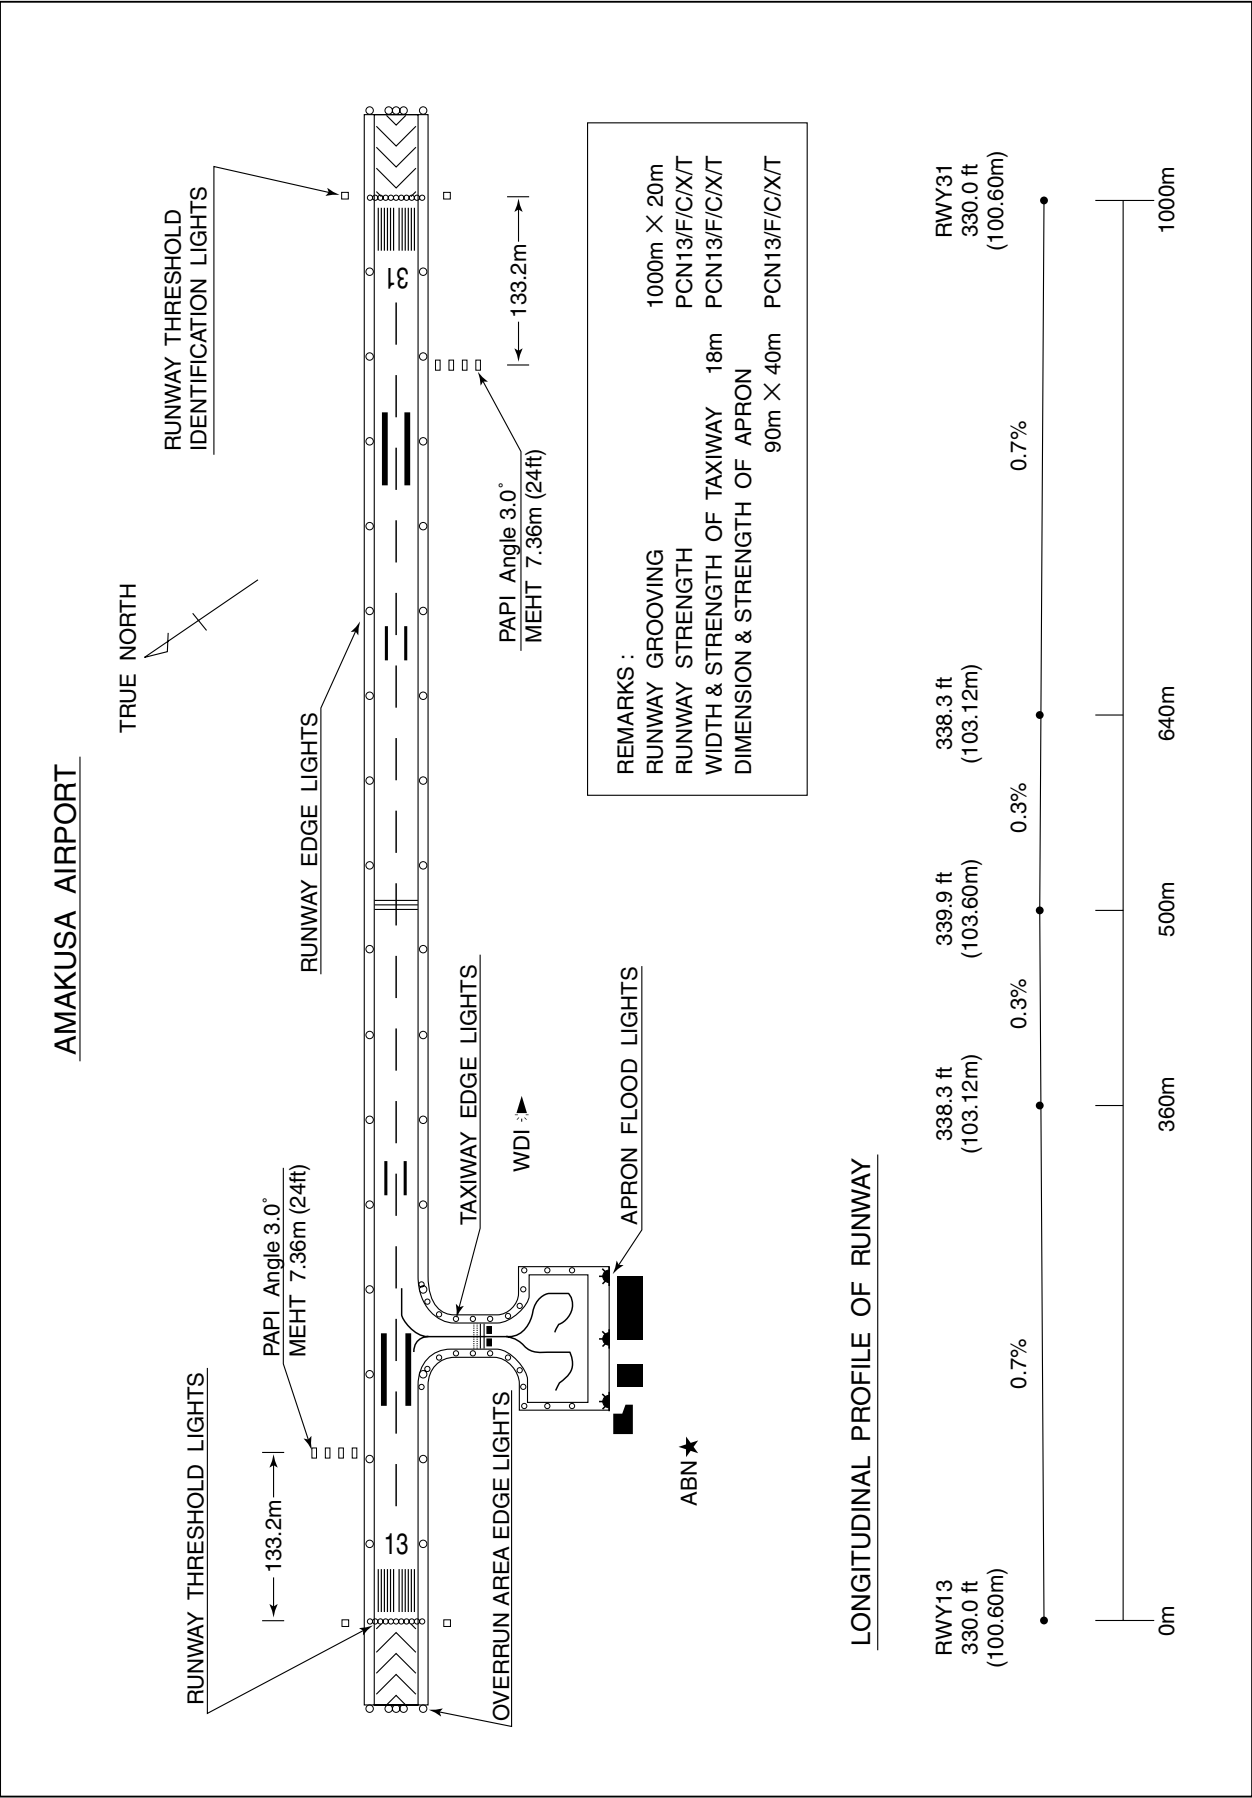 AMAKUSA AIRPORT
TRUE NORTH
RUNWAY THRESHOLD LIGHTS
133.2m
PAPI Angle 3.0°
MEHT 7.36m (24ft)
RUNWAY EDGE LIGHTS
RUNWAY THRESHOLD
IDENTIFICATION LIGHTS
13
31
OVERRUN AREA EDGE LIGHTS
TAXIWAY EDGE LIGHTS
WDI
APRON FLOOD LIGHTS
ABN
PAPI Angle 3.0°
MEHT 7.36m (24ft)
133.2m
REMARKS :
RUNWAY GROOVING 1000m × 20m
RUNWAY STRENGTH PCN13/F/C/X/T
WIDTH & STRENGTH OF TAXIWAY 18m PCN13/F/C/X/T
DIMENSION & STRENGTH OF APRON
90m × 40m PCN13/F/C/X/T
LONGITUDINAL PROFILE OF RUNWAY
RWY13
330.0 ft
(100.60m)
338.3 ft
(103.12m)
339.9 ft
(103.60m)
338.3 ft
(103.12m)
RWY31
330.0 ft
(100.60m)
0.7%
0.3%
0.3%
0.7%
0m
360m
500m
640m
1000m